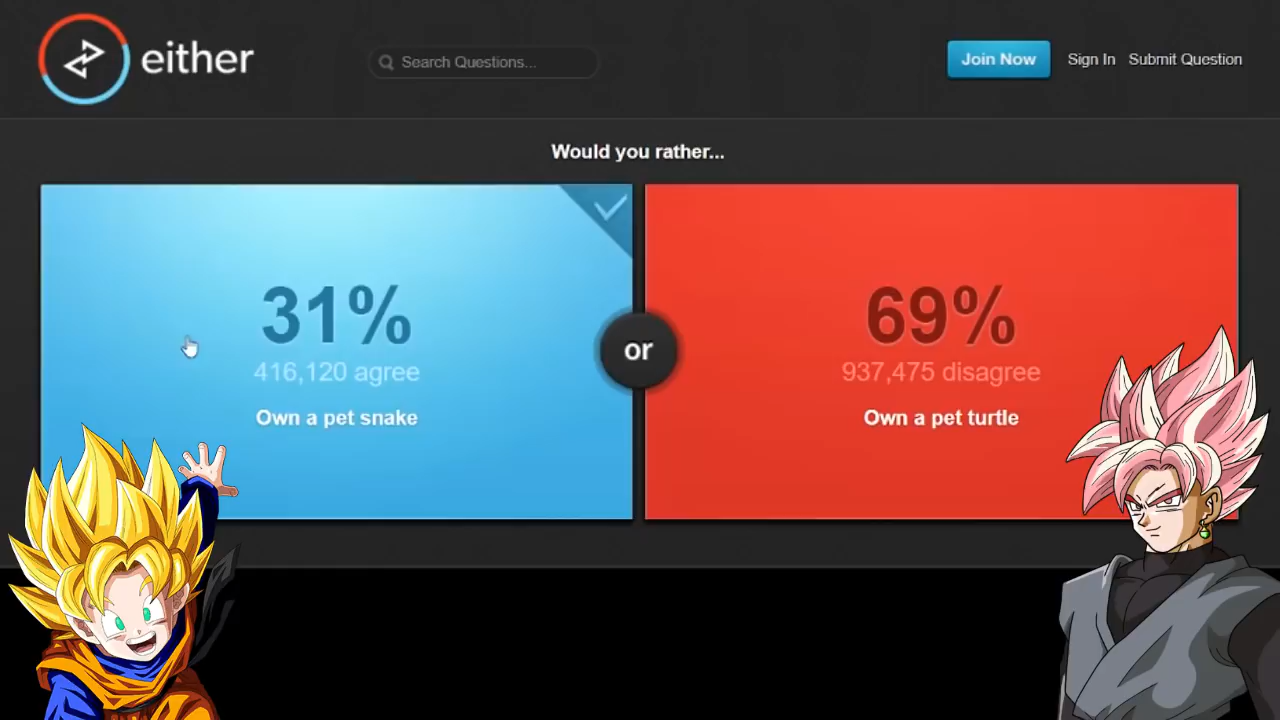 either
Search Questions...
Join Now
Sign In
Submit Question
Would you rather...
31%
416,120 agree
Own a pet snake
or
69%
937,475 disagree
Own a pet turtle